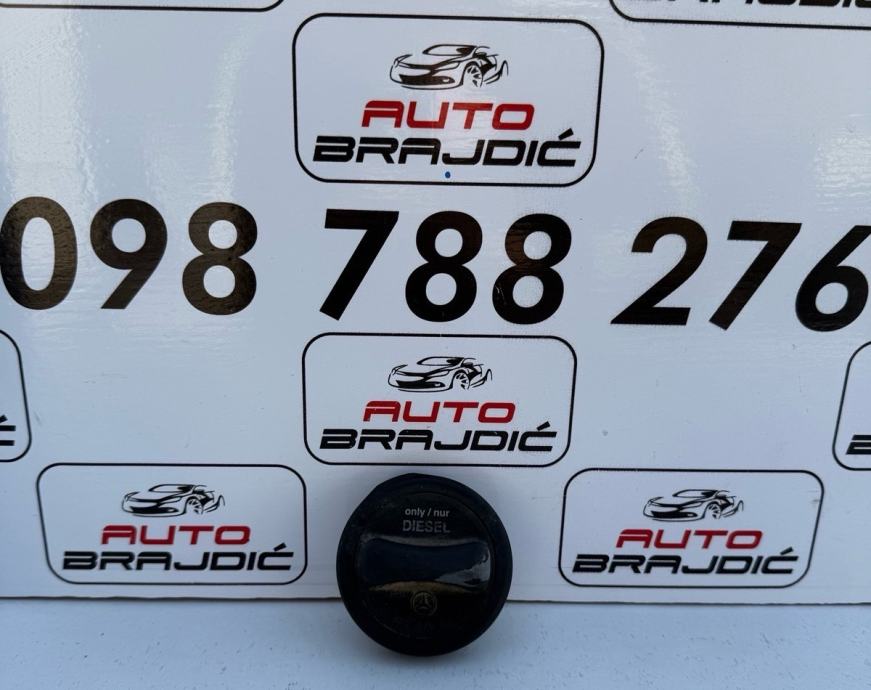 AUTO
BRAJDIĆ
098 788 276
AUTO
BRAJDIĆ
AUTO
BRAJDIĆ
only / nur
DIESEL
AUTO
BRAJDIĆ